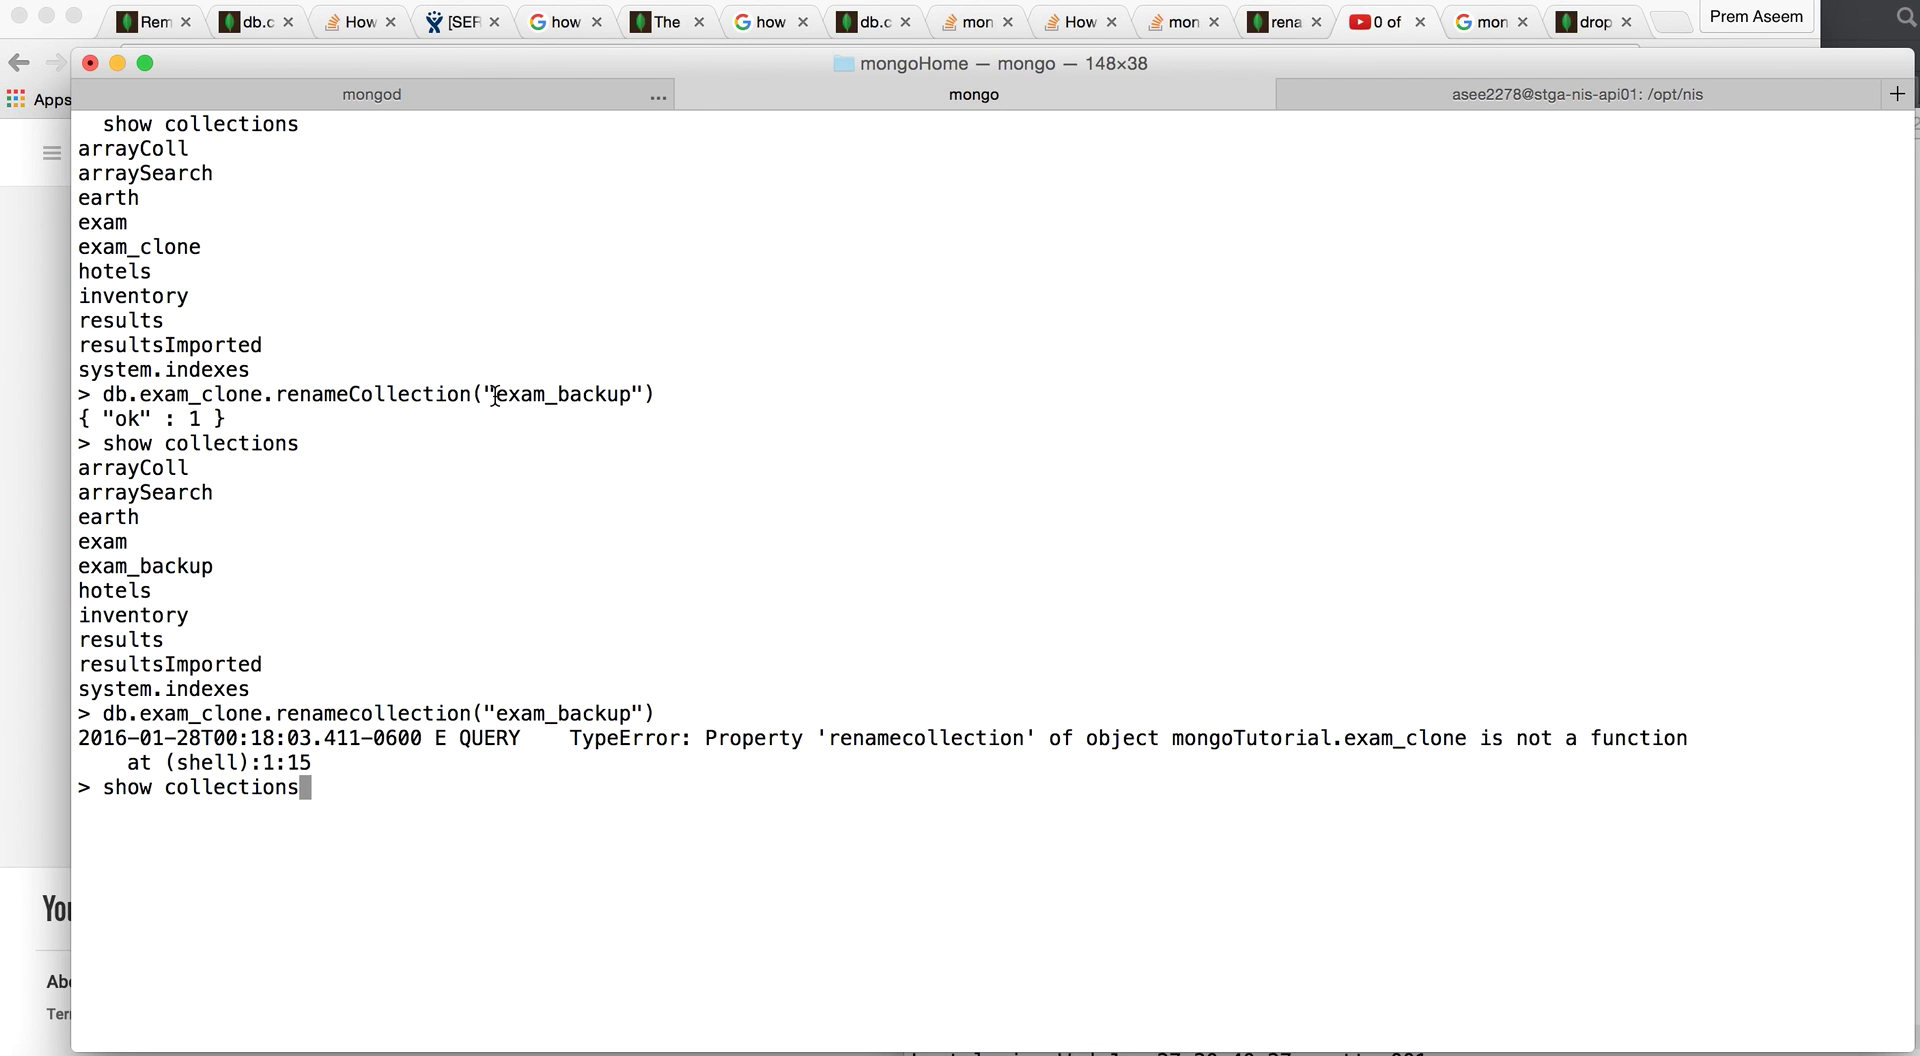 Rem
db.c
How
[SEF
how
The
how
db.c
mon
How
mon
rena
0 of
mon
drop
Prem Aseem
Apps
mongoHome — mongo — 148×38
mongod ...
mongo
asee2278@stga-nis-api01: /opt/nis
+
show collections
arrayColl
arraySearch
earth
exam
exam_clone
hotels
inventory
results
resultsImported
system.indexes
> db.exam_clone.renameCollection("exam_backup")
{ "ok" : 1 }
> show collections
arrayColl
arraySearch
earth
exam
exam_backup
hotels
inventory
results
resultsImported
system.indexes
> db.exam_clone.renamecollection("exam_backup")
2016-01-28T00:18:03.411-0600 E QUERY    TypeError: Property 'renamecollection' of object mongoTutorial.exam_clone is not a function
    at (shell):1:15
> show collections
You
Abo
Ter